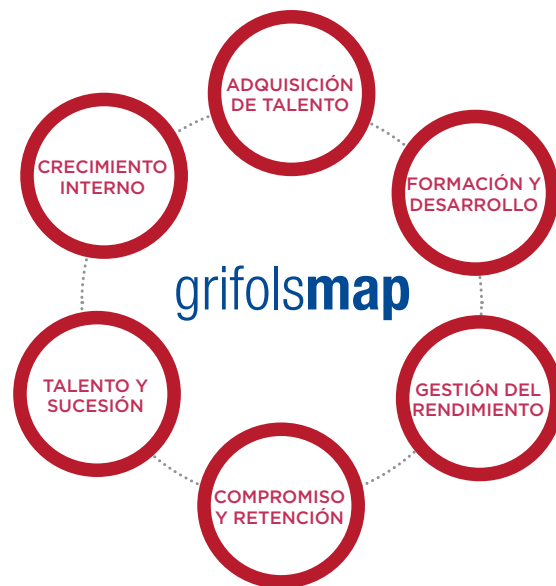 ADQUISICIÓN
DE TALENTO
FORMACIÓN Y
DESARROLLO
GESTIÓN DEL
RENDIMIENTO
COMPROMISO
Y RETENCIÓN
TALENTO Y
SUCESIÓN
CRECIMIENTO
INTERNO
grifolsmap